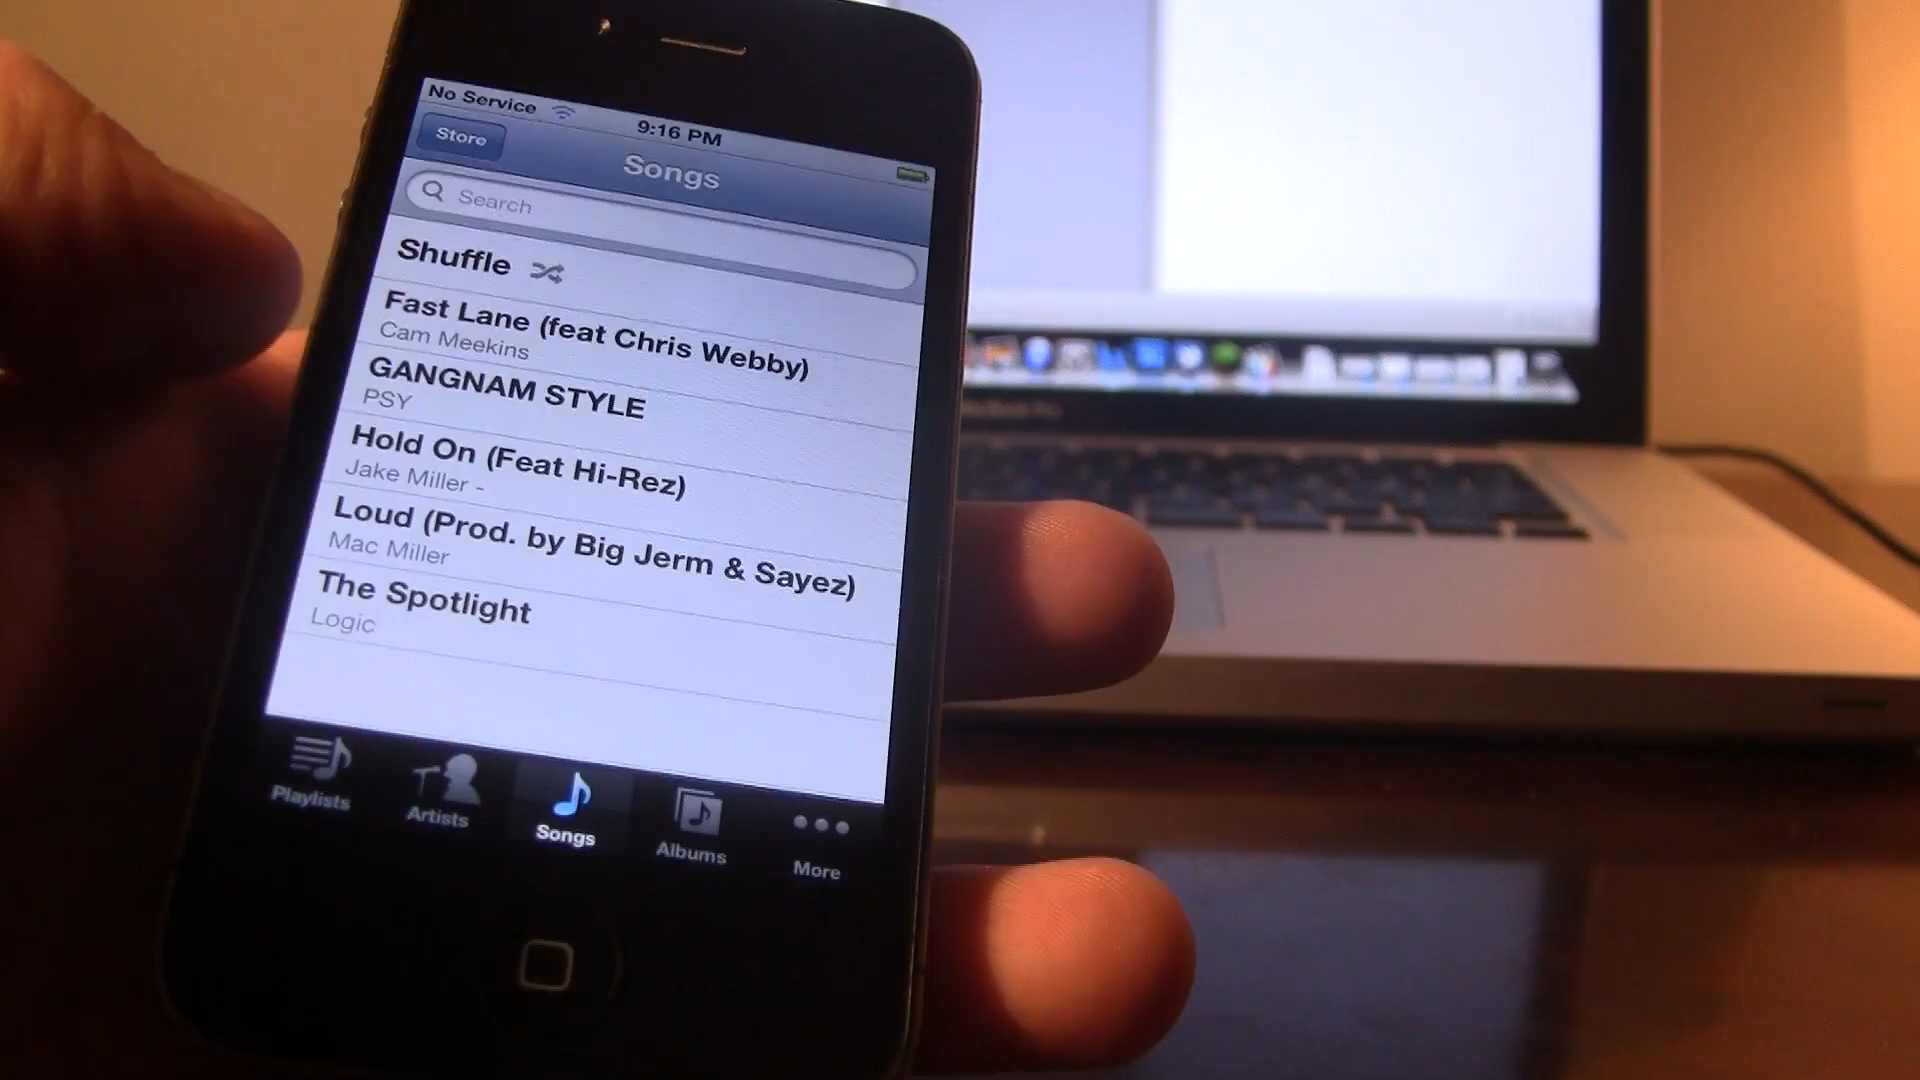 No Service
9:16 PM
Store
Songs
Search
Shuffle
Fast Lane (feat Chris Webby)
Cam Meekins
GANGNAM STYLE
PSY
Hold On (Feat Hi-Rez)
Jake Miller -
Loud (Prod. by Big Jerm & Sayez)
Mac Miller
The Spotlight
Logic
Playlists
Artists
Songs
Albums
More
MacBook Pro